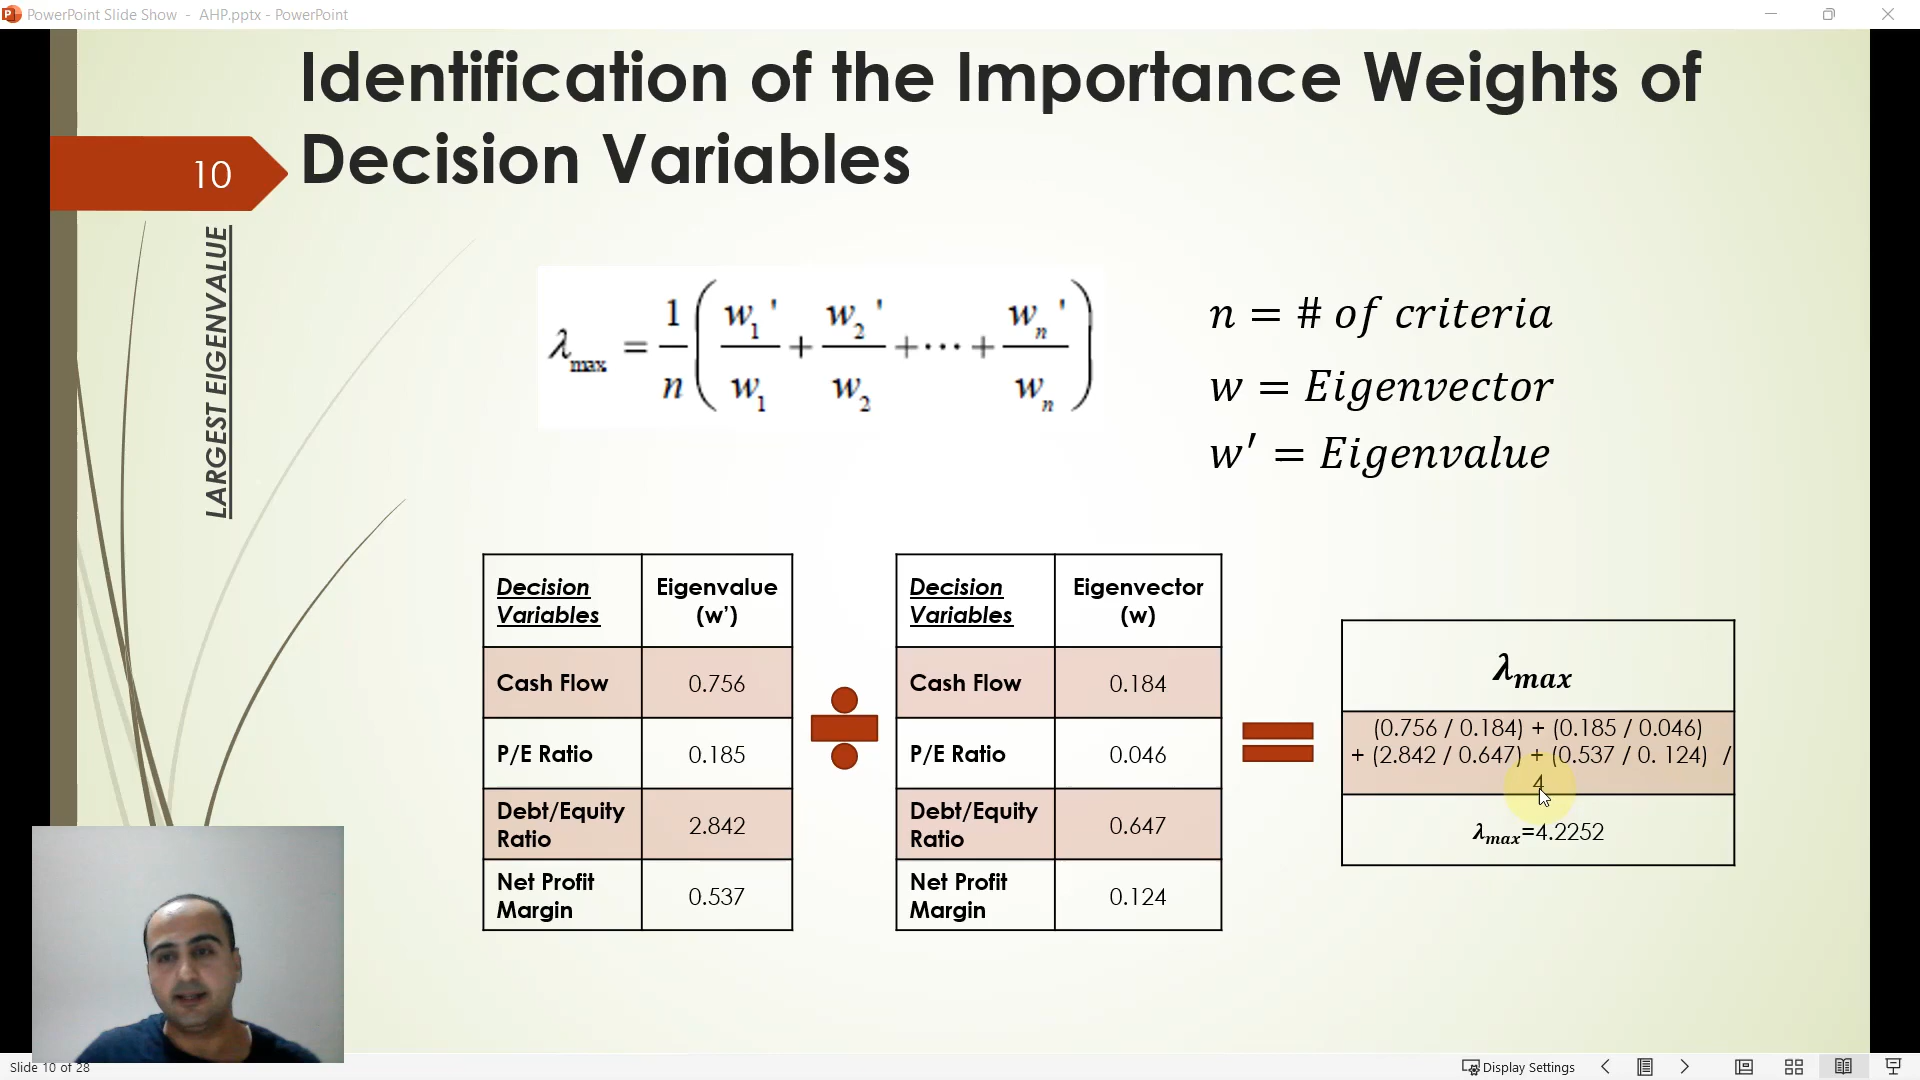 PowerPoint Slide Show - AHP.pptx - PowerPoint
Identification of the Importance Weights of
Decision Variables
10
LARGEST EIGENVALUE
λmax = 1/n ( w1'/w1 + w2'/w2 + ⋯ + wn'/wn )
n = # of criteria
w = Eigenvector
w′ = Eigenvalue
Decision Variables
Eigenvalue (w')
Cash Flow 0.756
P/E Ratio 0.185
Debt/Equity Ratio 2.842
Net Profit Margin 0.537
Decision Variables
Eigenvector (w)
Cash Flow 0.184
P/E Ratio 0.046
Debt/Equity Ratio 0.647
Net Profit Margin 0.124
λmax
(0.756 / 0.184) + (0.185 / 0.046)
+ (2.842 / 0.647) + (0.537 / 0. 124) /
4
λmax=4.2252
Slide 10 of 28
Display Settings